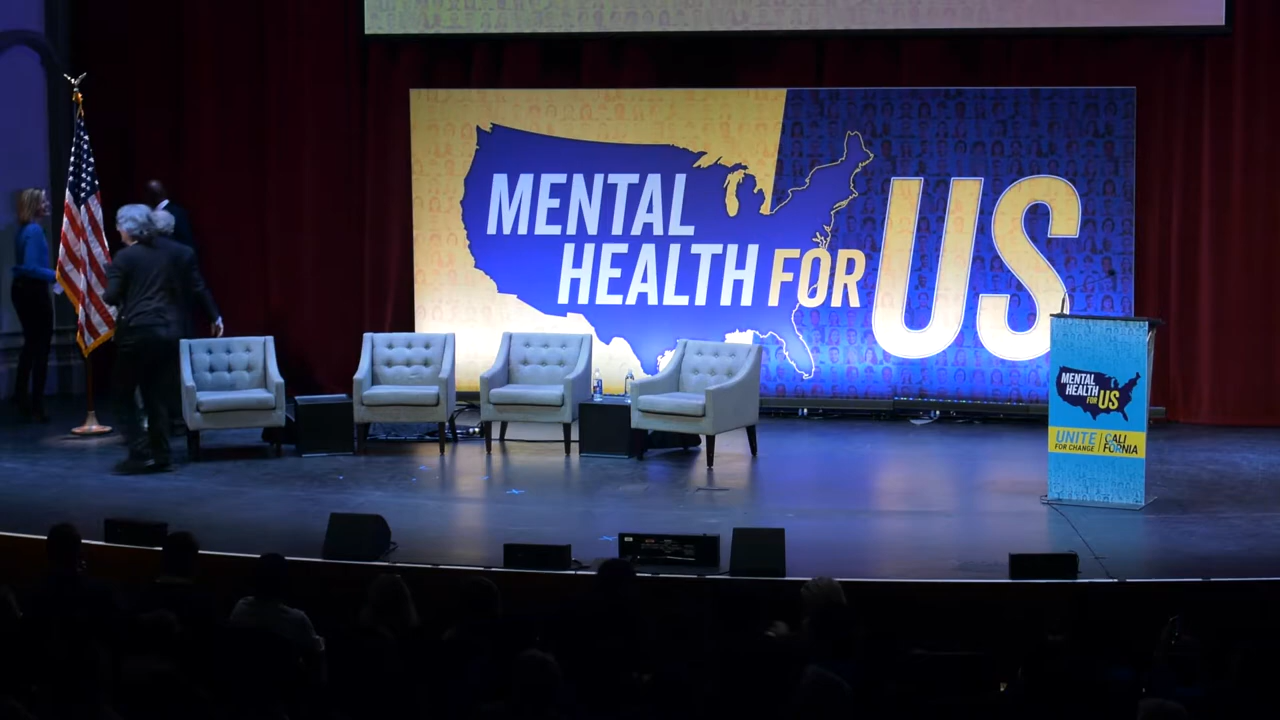 MENTAL
HEALTH FOR US
MENTAL
HEALTH
FOR US
UNITE
FOR CHANGE
CALI
FORNIA